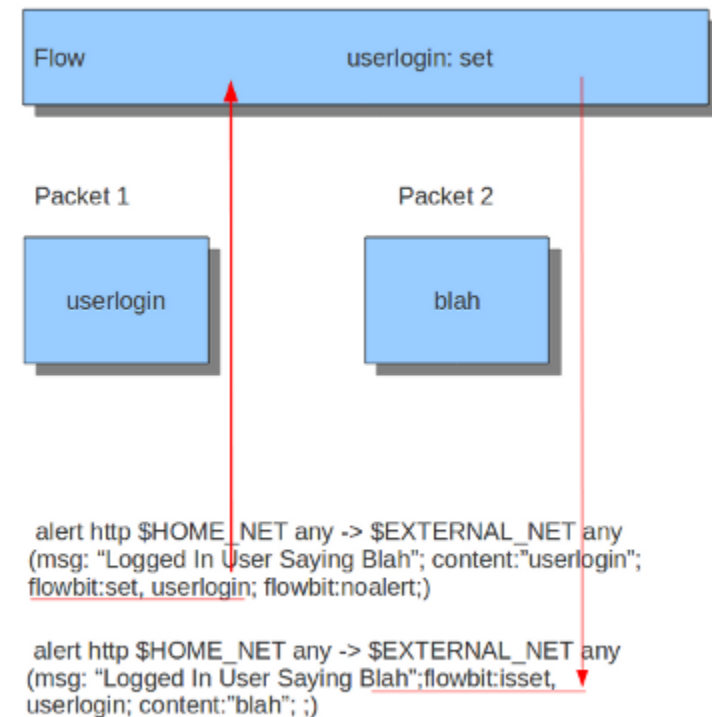 Flow userlogin: set
Packet 1 Packet 2
userlogin blah
alert http $HOME_NET any -> $EXTERNAL_NET any
(msg: “Logged In User Saying Blah”; content:”userlogin”;
flowbit:set, userlogin; flowbit:noalert;)
alert http $HOME_NET any -> $EXTERNAL_NET any
(msg: “Logged In User Saying Blah”;flowbit:isset,
userlogin; content:”blah”; ;)